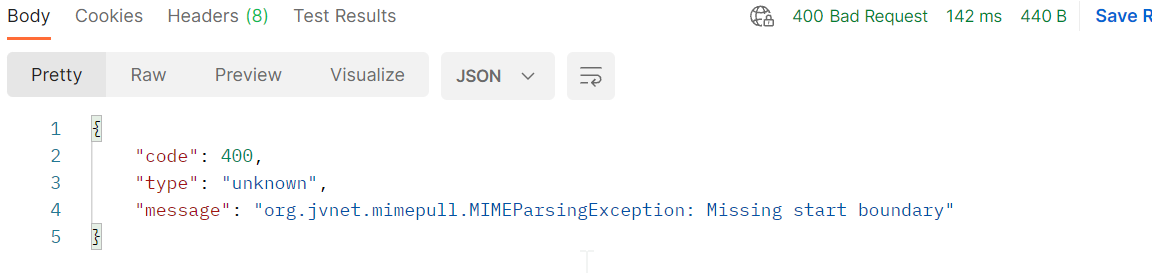 Body Cookies Headers (8) Test Results 400 Bad Request 142 ms 440 B Save R
Pretty Raw Preview Visualize JSON
1 {
2 "code": 400,
3 "type": "unknown",
4 "message": "org.jvnet.mimepull.MIMEParsingException: Missing start boundary"
5 }